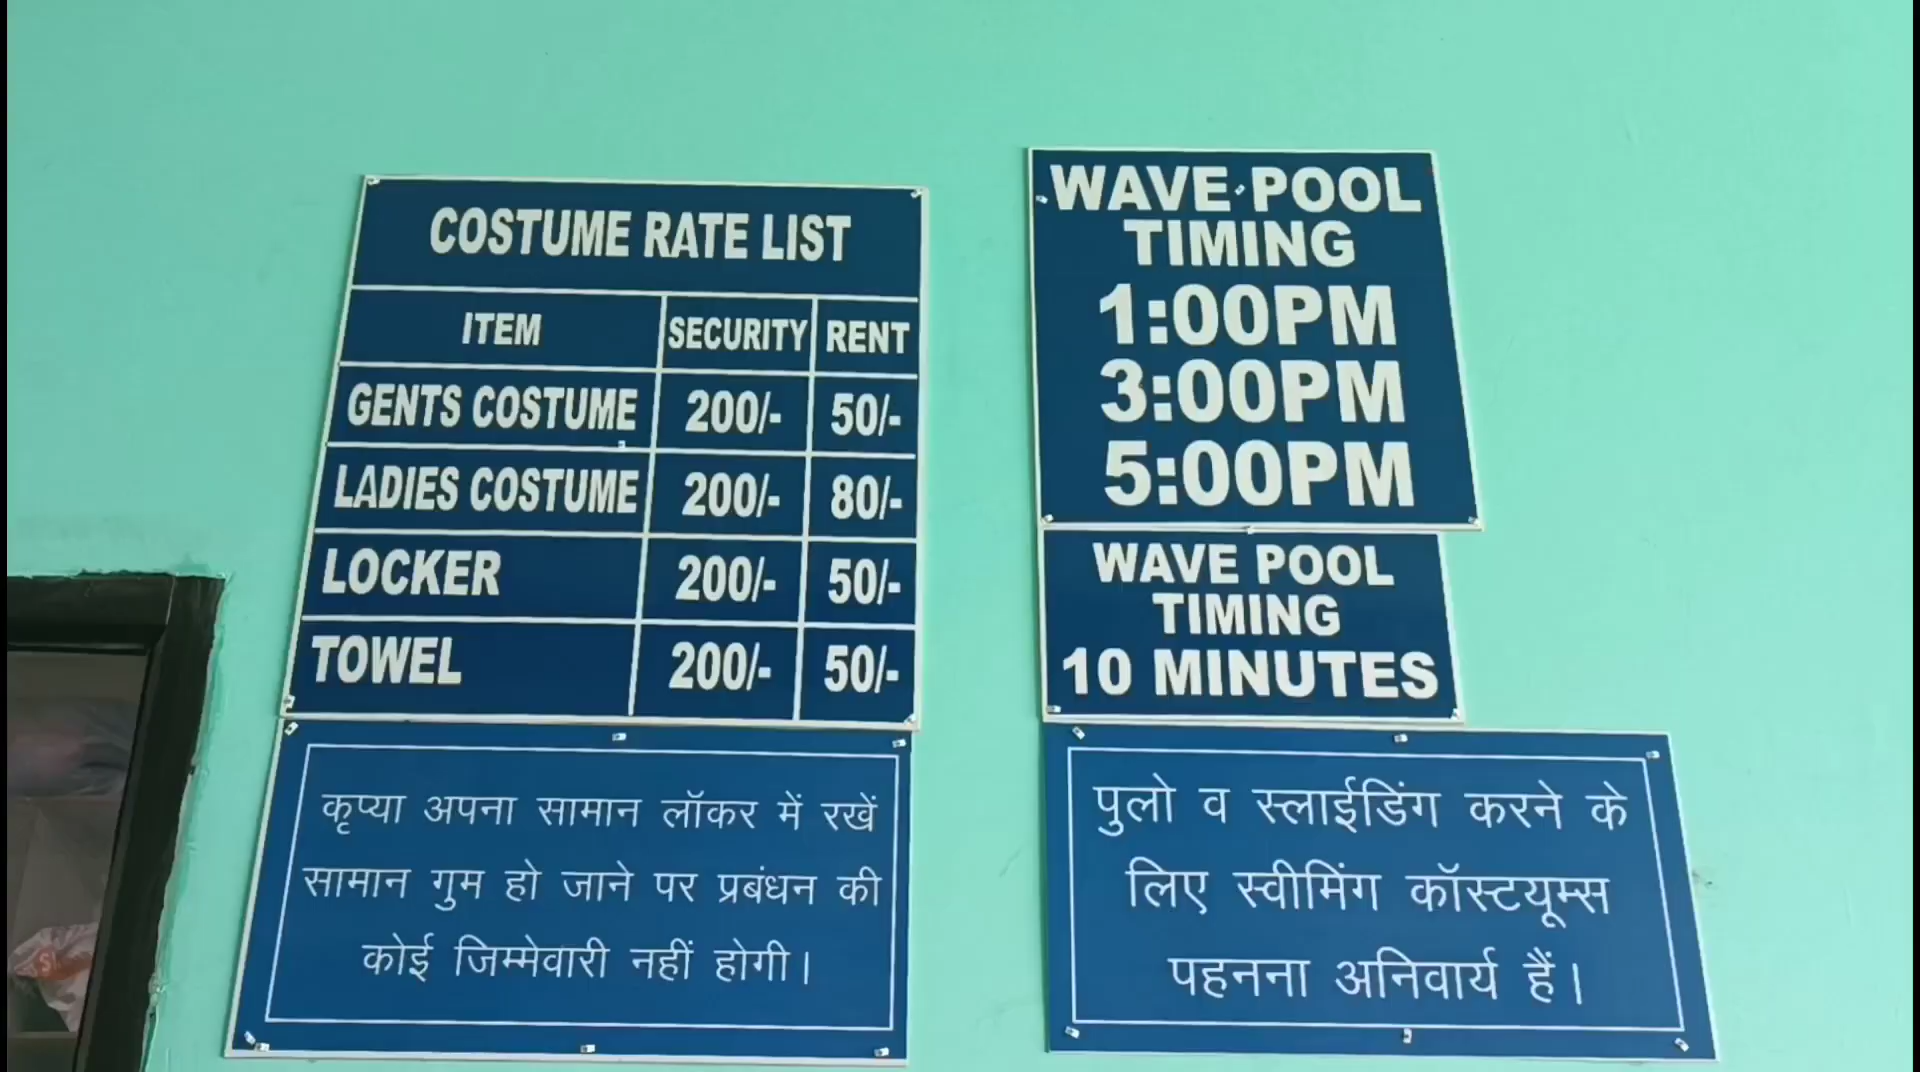 COSTUME RATE LIST
ITEM SECURITY RENT
GENTS COSTUME 200/- 50/-
LADIES COSTUME 200/- 80/-
LOCKER 200/- 50/-
TOWEL 200/- 50/-
कृप्या अपना सामान लॉकर में रखें
सामान गुम हो जाने पर प्रबंधन की
कोई जिम्मेवारी नहीं होगी।
WAVE POOL
TIMING
1:00PM
3:00PM
5:00PM
WAVE POOL
TIMING
10 MINUTES
पुलो व स्लाईडिंग करने के
लिए स्वीमिंग कॉस्टयूम्स
पहनना अनिवार्य हैं।